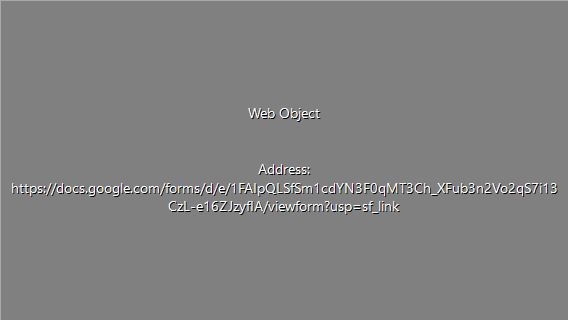 Web Object
Address:
https://docs.google.com/forms/d/e/1FAIpQLSfSm1cdYN3F0qMT3Ch_XFub3n2Vo2qS7i13
CzL-e16ZJzyflA/viewform?usp=sf_link